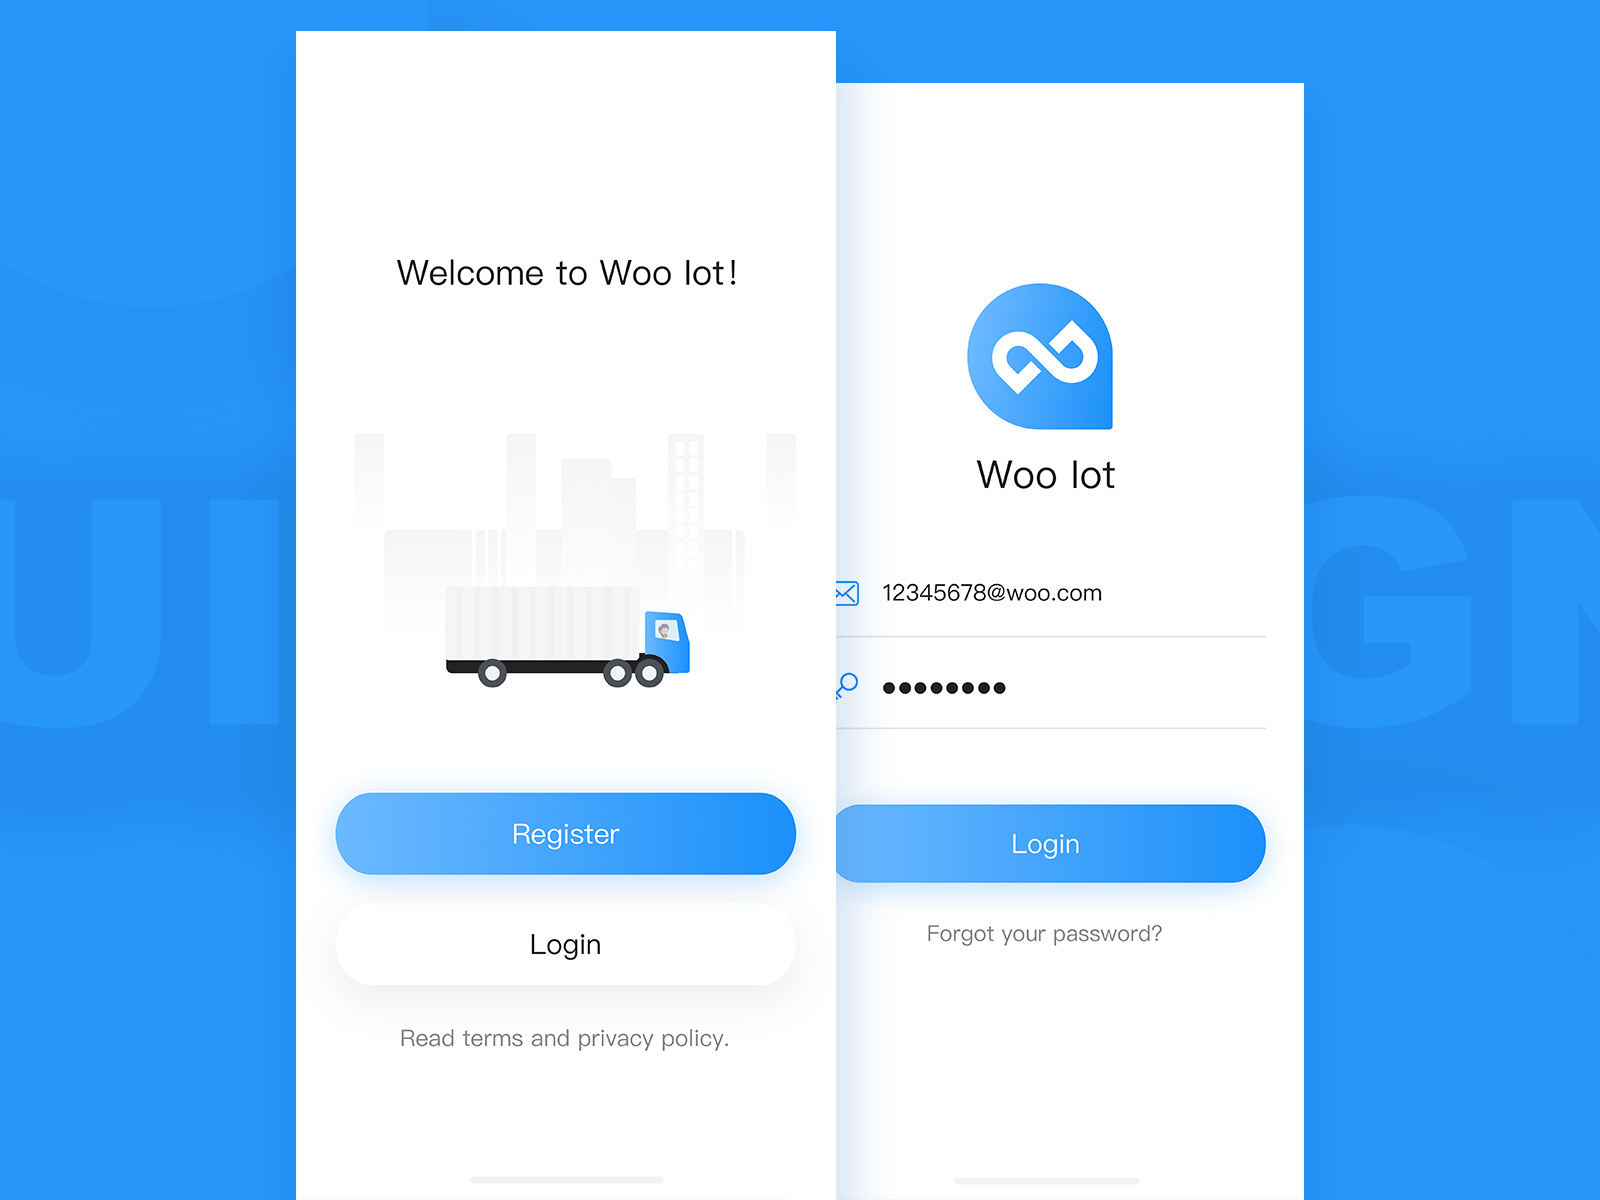 Welcome to Woo lot!
Register
Login
Read terms and privacy policy.
Woo lot
12345678@woo.com
Login
Forgot your password?
UI
GN